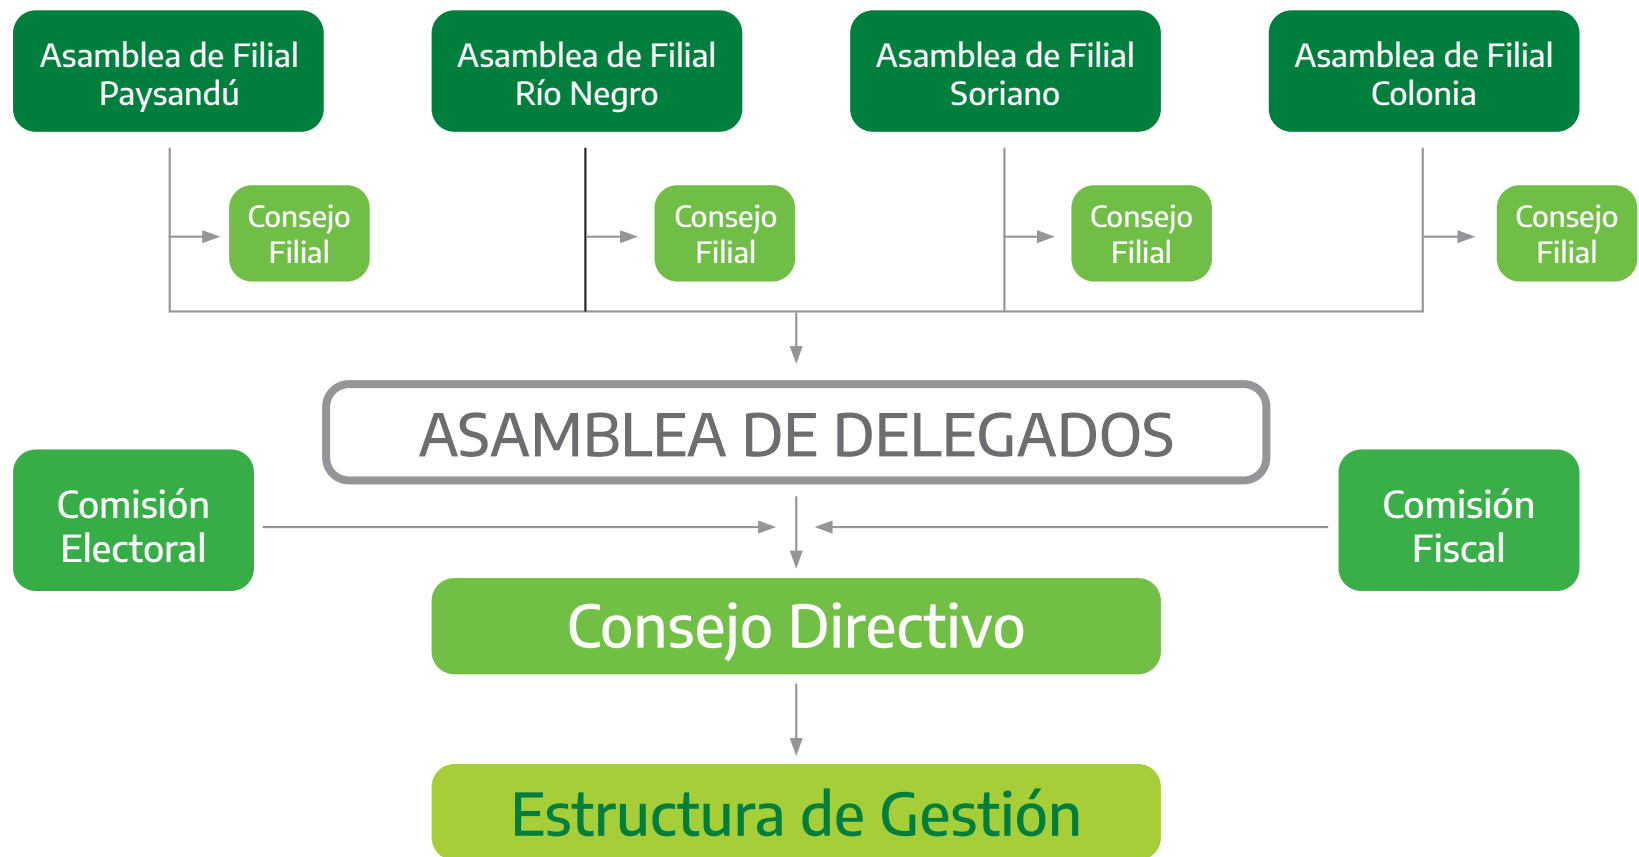 Asamblea de Filial
Paysandú
Asamblea de Filial
Río Negro
Asamblea de Filial
Soriano
Asamblea de Filial
Colonia
Consejo
Filial
Consejo
Filial
Consejo
Filial
Consejo
Filial
ASAMBLEA DE DELEGADOS
Comisión
Electoral
Comisión
Fiscal
Consejo Directivo
Estructura de Gestión